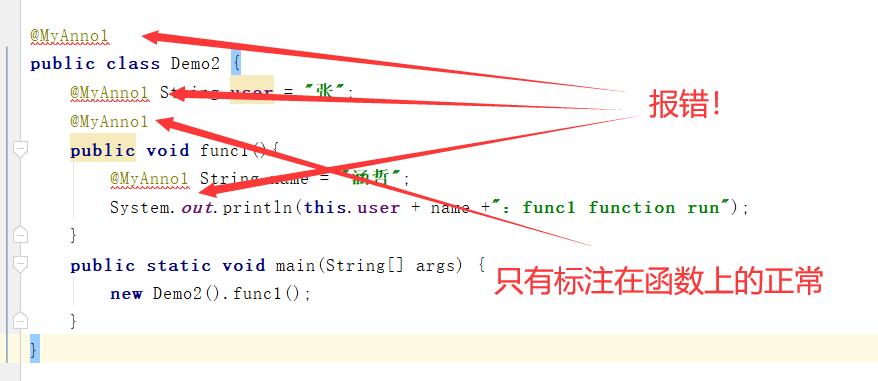 @MyAnno1
public class Demo2 {
@MyAnno1 String user = "张";
@MyAnno1
报错!
public void func1(){
@MyAnno1 String name = "涵哲";
System.out.println(this.user + name +": func1 function run");
}
public static void main(String[] args) {
只有标注在函数上的正常
new Demo2().func1();
}
}